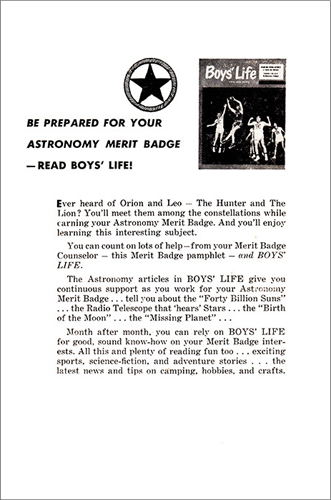 Boys' Life
BE PREPARED FOR YOUR
ASTRONOMY MERIT BADGE
—READ BOYS' LIFE!
Ever heard of Orion and Leo — The Hunter and The
Lion? You'll meet them among the constellations while
earning your Astronomy Merit Badge. And you'll enjoy
learning this interesting subject.
You can count on lots of help—from your Merit Badge
Counselor — this Merit Badge pamphlet — and BOYS'
LIFE.
The Astronomy articles in BOYS' LIFE give you
continuous support as you work for your Astronomy
Merit Badge . . . tell you about the "Forty Billion Suns"
. . . the Radio Telescope that 'hears' Stars . . . the "Birth
of the Moon" . . . the "Missing Planet" . . .
Month after month, you can rely on BOYS' LIFE
for good, sound know-how on your Merit Badge inter-
ests. All this and plenty of reading fun too . . . exciting
sports, science-fiction, and adventure stories . . . the
latest news and tips on camping, hobbies, and crafts.